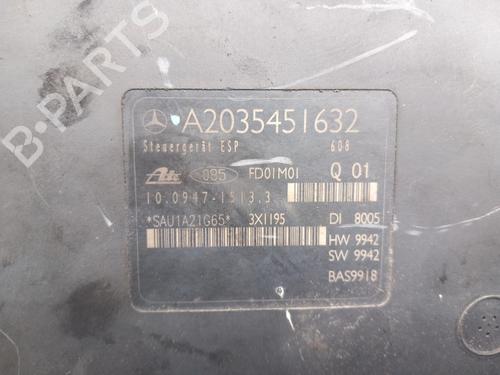 A2035451632
Steuergerät ESP 608
Ate 095 FD01M01 Q 01
10.0947-1513.3
*SAU1A21G65* 3X1195 DI 8005
HW 9942
SW 9942
BAS9918
B-Parts